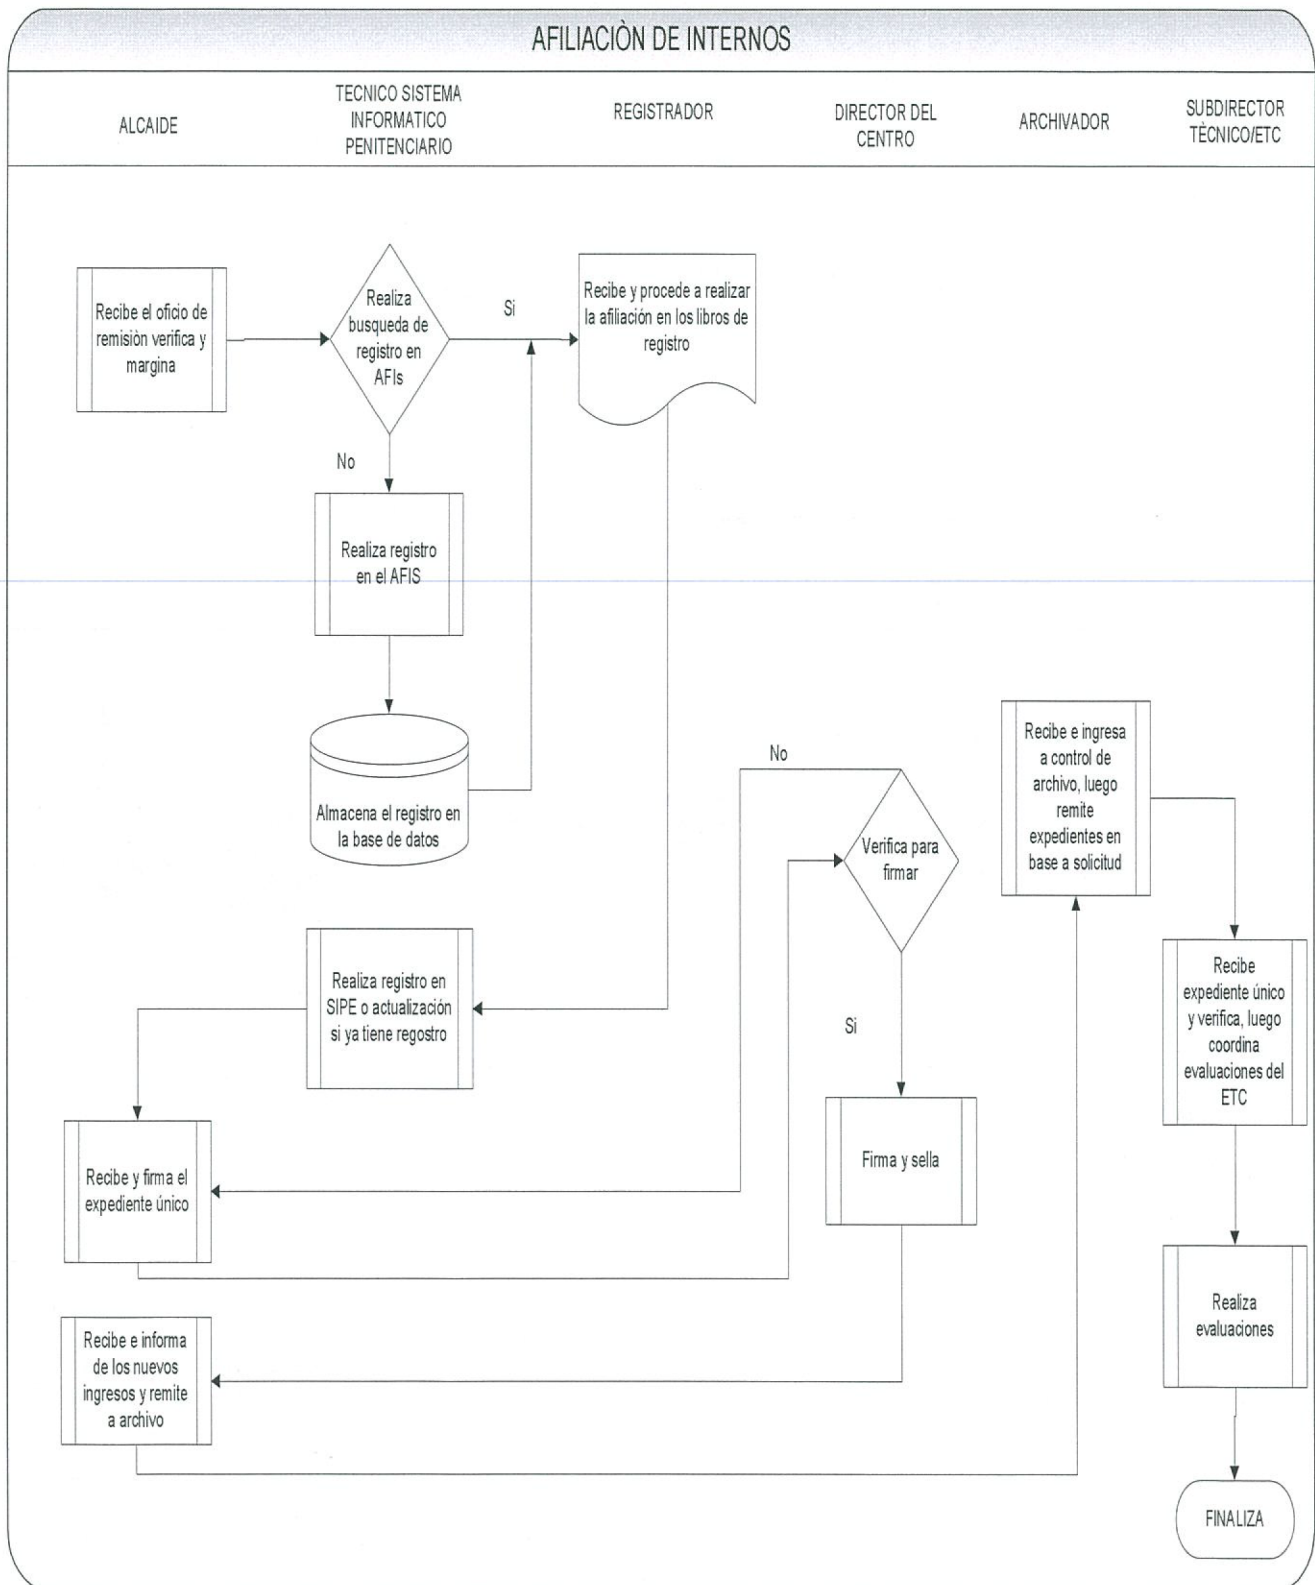 AFILIACIÒN DE INTERNOS
ALCAIDE
TECNICO SISTEMA
INFORMATICO
PENITENCIARIO
REGISTRADOR
DIRECTOR DEL
CENTRO
ARCHIVADOR
SUBDIRECTOR
TÈCNICO/ETC
Recibe el oficio de
remisiòn verifica y
margina
Realiza
busqueda de
registro en
AFIs
Si
Recibe y procede a realizar
la afiliación en los libros de
registro
No
Realiza registro
en el AFIS
Almacena el registro en
la base de datos
No
Verifica para
firmar
Recibe e ingresa
a control de
archivo, luego
remite
expedientes en
base a solicitud
Realiza registro en
SIPE o actualización
si ya tiene regostro
Si
Recibe
expediente único
y verifica, luego
coordina
evaluaciones del
ETC
Recibe y firma el
expediente único
Firma y sella
Recibe e informa
de los nuevos
ingresos y remite
a archivo
Realiza
evaluaciones
FINALIZA